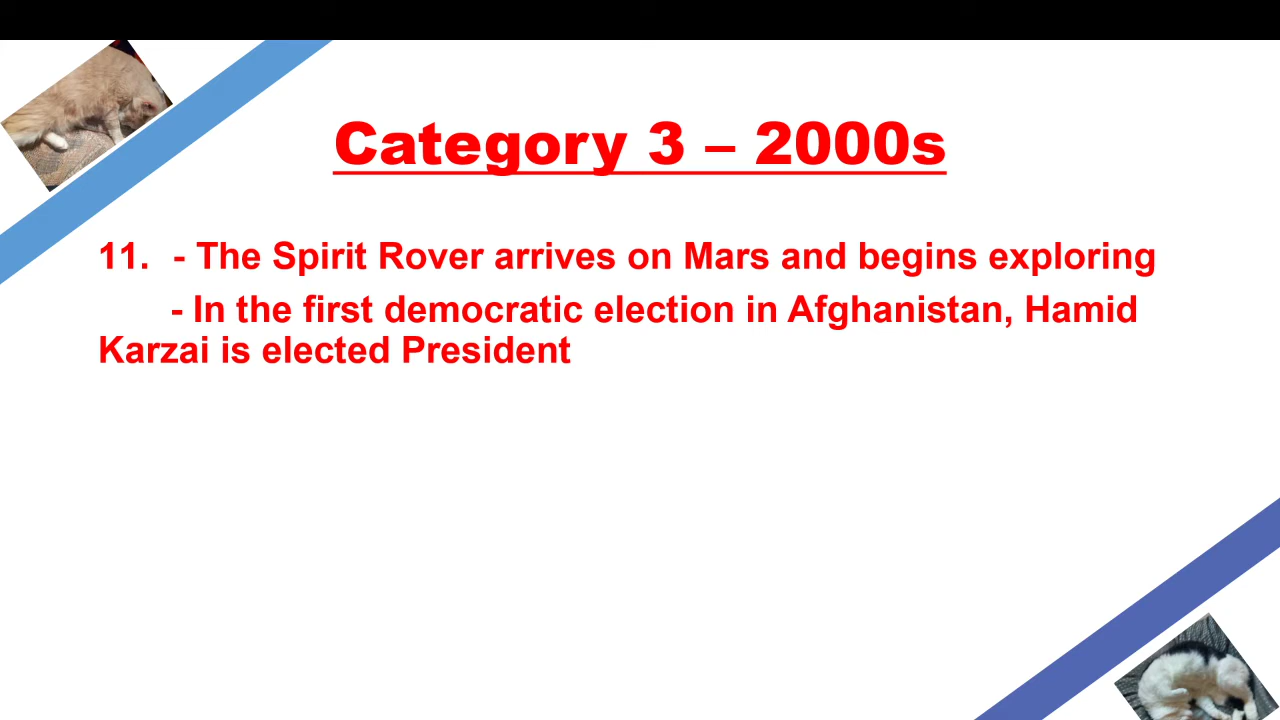 Category 3 – 2000s
11. - The Spirit Rover arrives on Mars and begins exploring
- In the first democratic election in Afghanistan, Hamid
Karzai is elected President